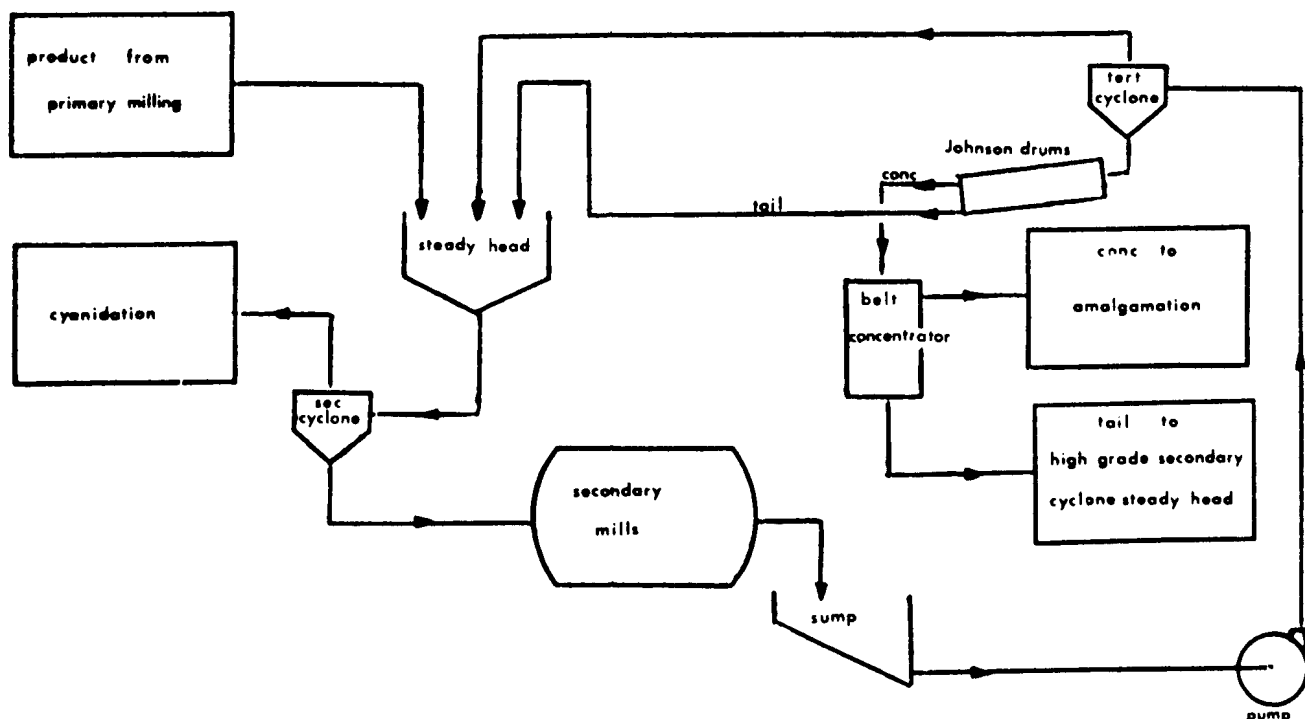 product from
primary milling
tert
cyclone
Johnson drums
conc
tail
steady head
conc to
amalgamation
belt
concentrator
cyanidation
sec
cyclone
tail to
high grade secondary
cyclone steady head
secondary
mills
sump
pump